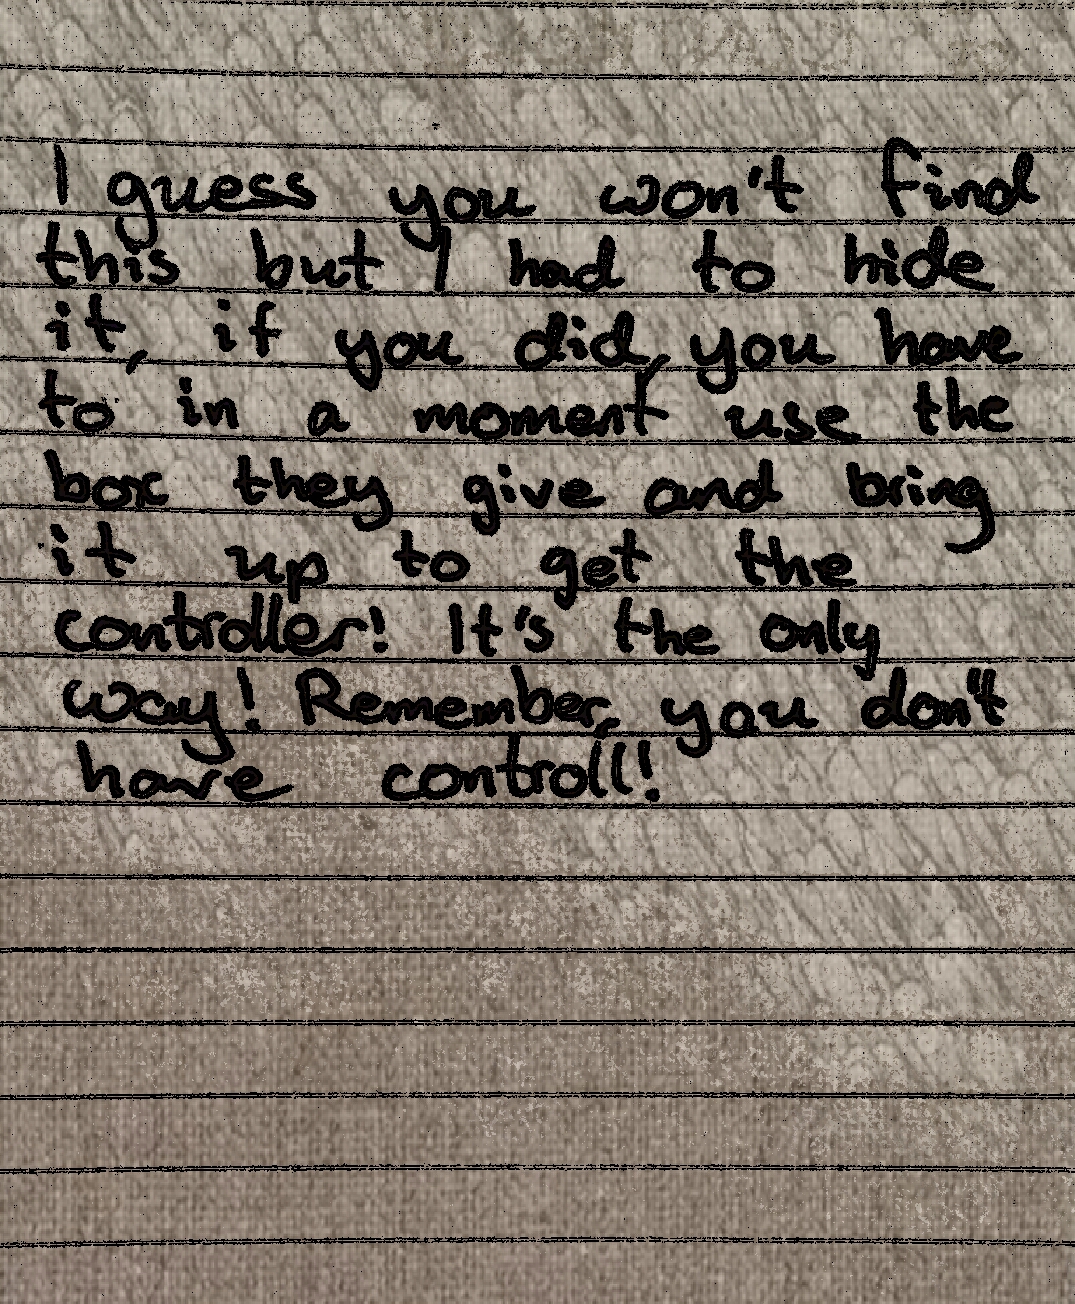 I guess you won't find
this but I had to hide
it, if you did, you have
to in a moment use the
box they give and bring
it up to get the
controller! It's the only
way! Remember, you don't
have controll!